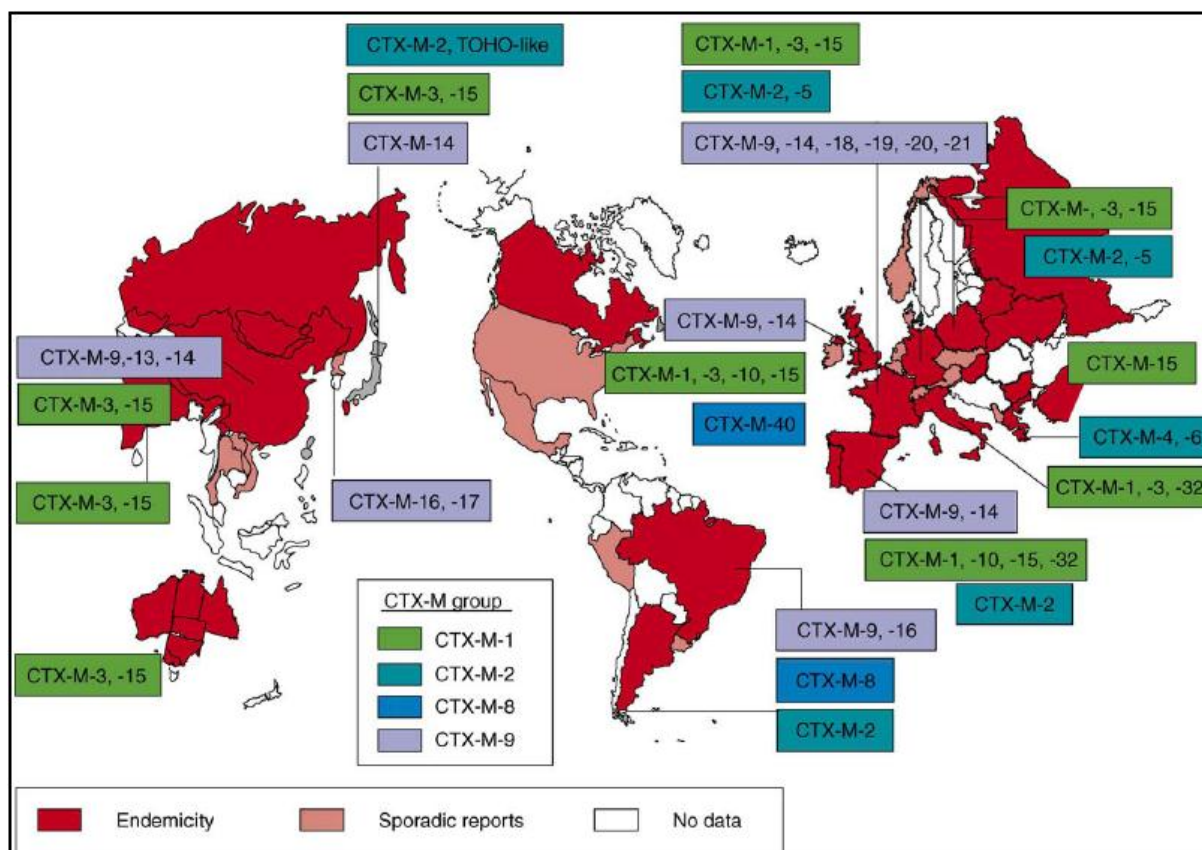 CTX-M-2, TOHO-like
CTX-M-3, -15
CTX-M-14
CTX-M-1, -3, -15
CTX-M-2, -5
CTX-M-9, -14, -18, -19, -20, -21
CTX-M-, -3, -15
CTX-M-2, -5
CTX-M-9,-13, -14
CTX-M-3, -15
CTX-M-3, -15
CTX-M-16, -17
CTX-M-9, -14
CTX-M-1, -3, -10, -15
CTX-M-40
CTX-M-15
CTX-M-4, -6
CTX-M-1, -3, -32
CTX-M-9, -14
CTX-M-1, -10, -15, -32
CTX-M-2
CTX-M-3, -15
CTX-M-9, -16
CTX-M-8
CTX-M-2
CTX-M group
CTX-M-1
CTX-M-2
CTX-M-8
CTX-M-9
Endemicity
Sporadic reports
No data